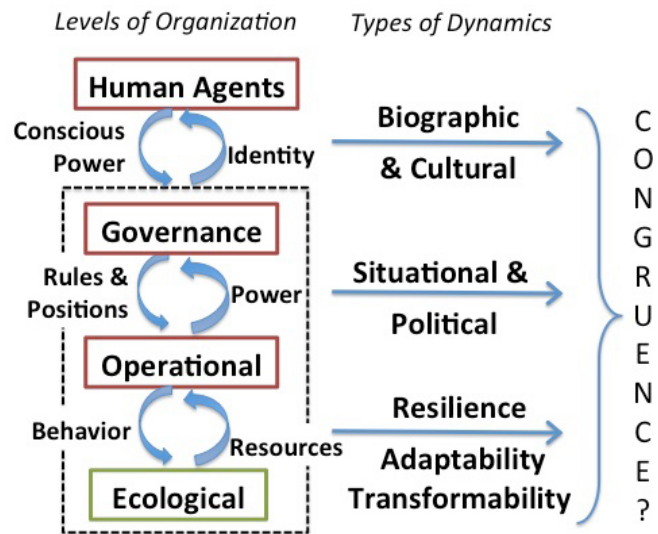 Levels of Organization
Types of Dynamics
Human Agents
Conscious
Power
Identity
Biographic
& Cultural
Governance
Rules &
Positions
Power
Situational &
Political
Operational
Behavior
Resources
Resilience
Adaptability
Transformability
Ecological
CONGRUENCE?